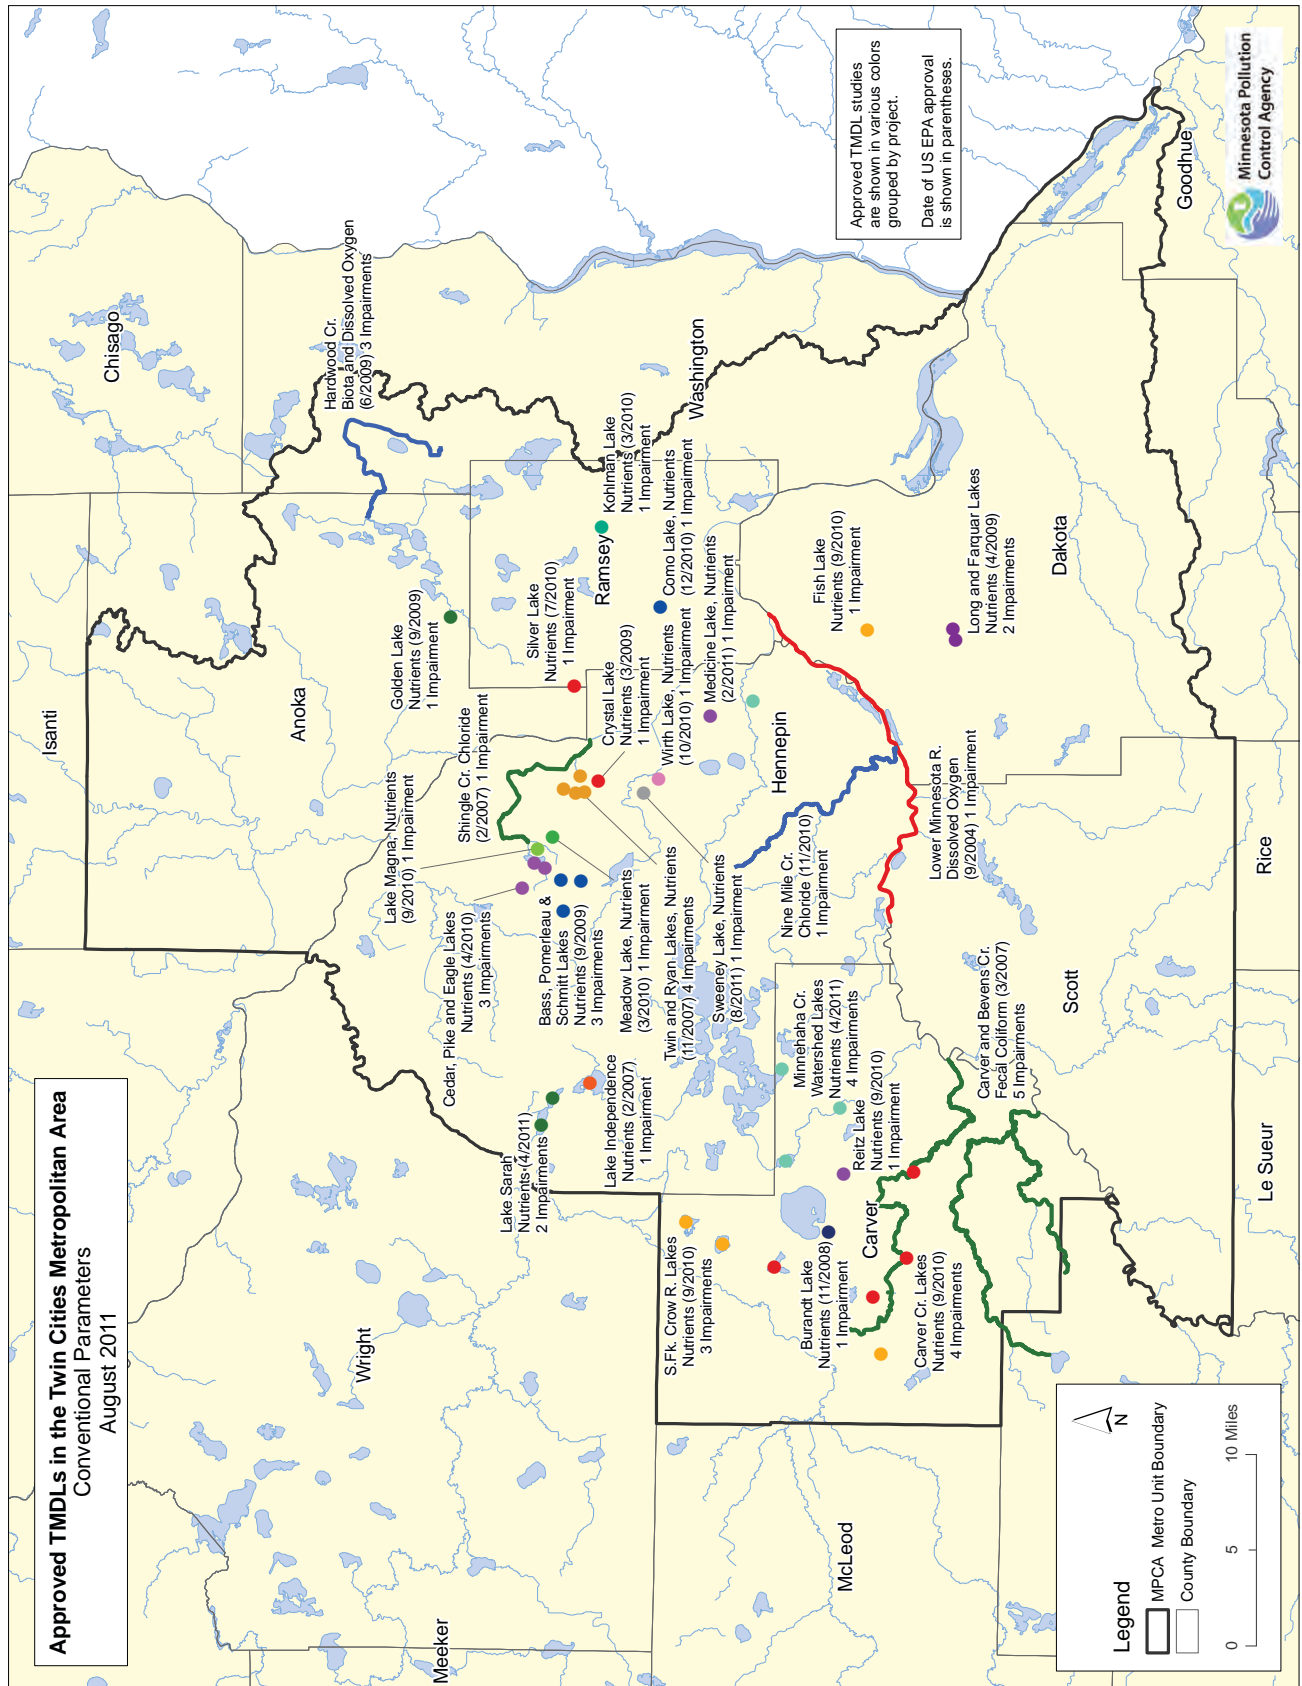 Approved TMDLs in the Twin Cities Metropolitan Area
Conventional Parameters
August 2011
Isanti
Chisago
Anoka
Wright
Meeker
McLeod
Carver
Hennepin
Ramsey
Washington
Dakota
Scott
Goodhue
Rice
Le Sueur
Hardwood Cr.
Biota and Dissolved Oxygen
(6/2009) 3 Impairments
Golden Lake
Nutrients (9/2009)
1 Impairment
Silver Lake
Nutrients (7/2010)
1 Impairment
Kohlman Lake
Nutrients (3/2010)
1 Impairment
Shingle Cr. Chloride
(2/2007) 1 Impairment
Lake Magna, Nutrients
(9/2010) 1 Impairment
Cedar, Pike and Eagle Lakes
Nutrients (4/2010)
3 Impairments
Crystal Lake
Nutrients (3/2009)
1 Impairment
Como Lake, Nutrients
(12/2010) 1 Impairment
Wirth Lake, Nutrients
(10/2010) 1 Impairment
Medicine Lake, Nutrients
(2/2011) 1 Impairment
Bass, Pomerleau &
Schmitt Lakes
Nutrients (9/2009)
3 Impairments
Meadow Lake, Nutrients
(3/2010) 1 Impairment
Twin and Ryan Lakes, Nutrients
(11/2007) 4 Impairments
Sweeney Lake, Nutrients
(8/2011) 1 Impairment
Lake Sarah
Nutrients (4/2011)
2 Impairments
Lake Independence
Nutrients (2/2007)
1 Impairment
Nine Mile Cr.
Chloride (11/2010)
1 Impairment
Fish Lake
Nutrients (9/2010)
1 Impairment
Long and Farquar Lakes
Nutrients (4/2009)
2 Impairments
Lower Minnesota R.
Dissolved Oxygen
(9/2004) 1 Impairment
Minnehaha Cr.
Watershed Lakes
Nutrients (4/2011)
4 Impairments
Reitz Lake
Nutrients (9/2010)
1 Impairment
S.Fk. Crow R. Lakes
Nutrients (9/2010)
3 Impairments
Burandt Lake
Nutrients (11/2008)
1 Impairment
Carver Cr. Lakes
Nutrients (9/2010)
4 Impairments
Carver and Bevens Cr.
Fecal Coliform (3/2007)
5 Impairments
Approved TMDL studies
are shown in various colors
grouped by project.
Date of US EPA approval
is shown in parentheses.
Legend
MPCA Metro Unit Boundary
County Boundary
N
0 5 10 Miles
Minnesota Pollution
Control Agency